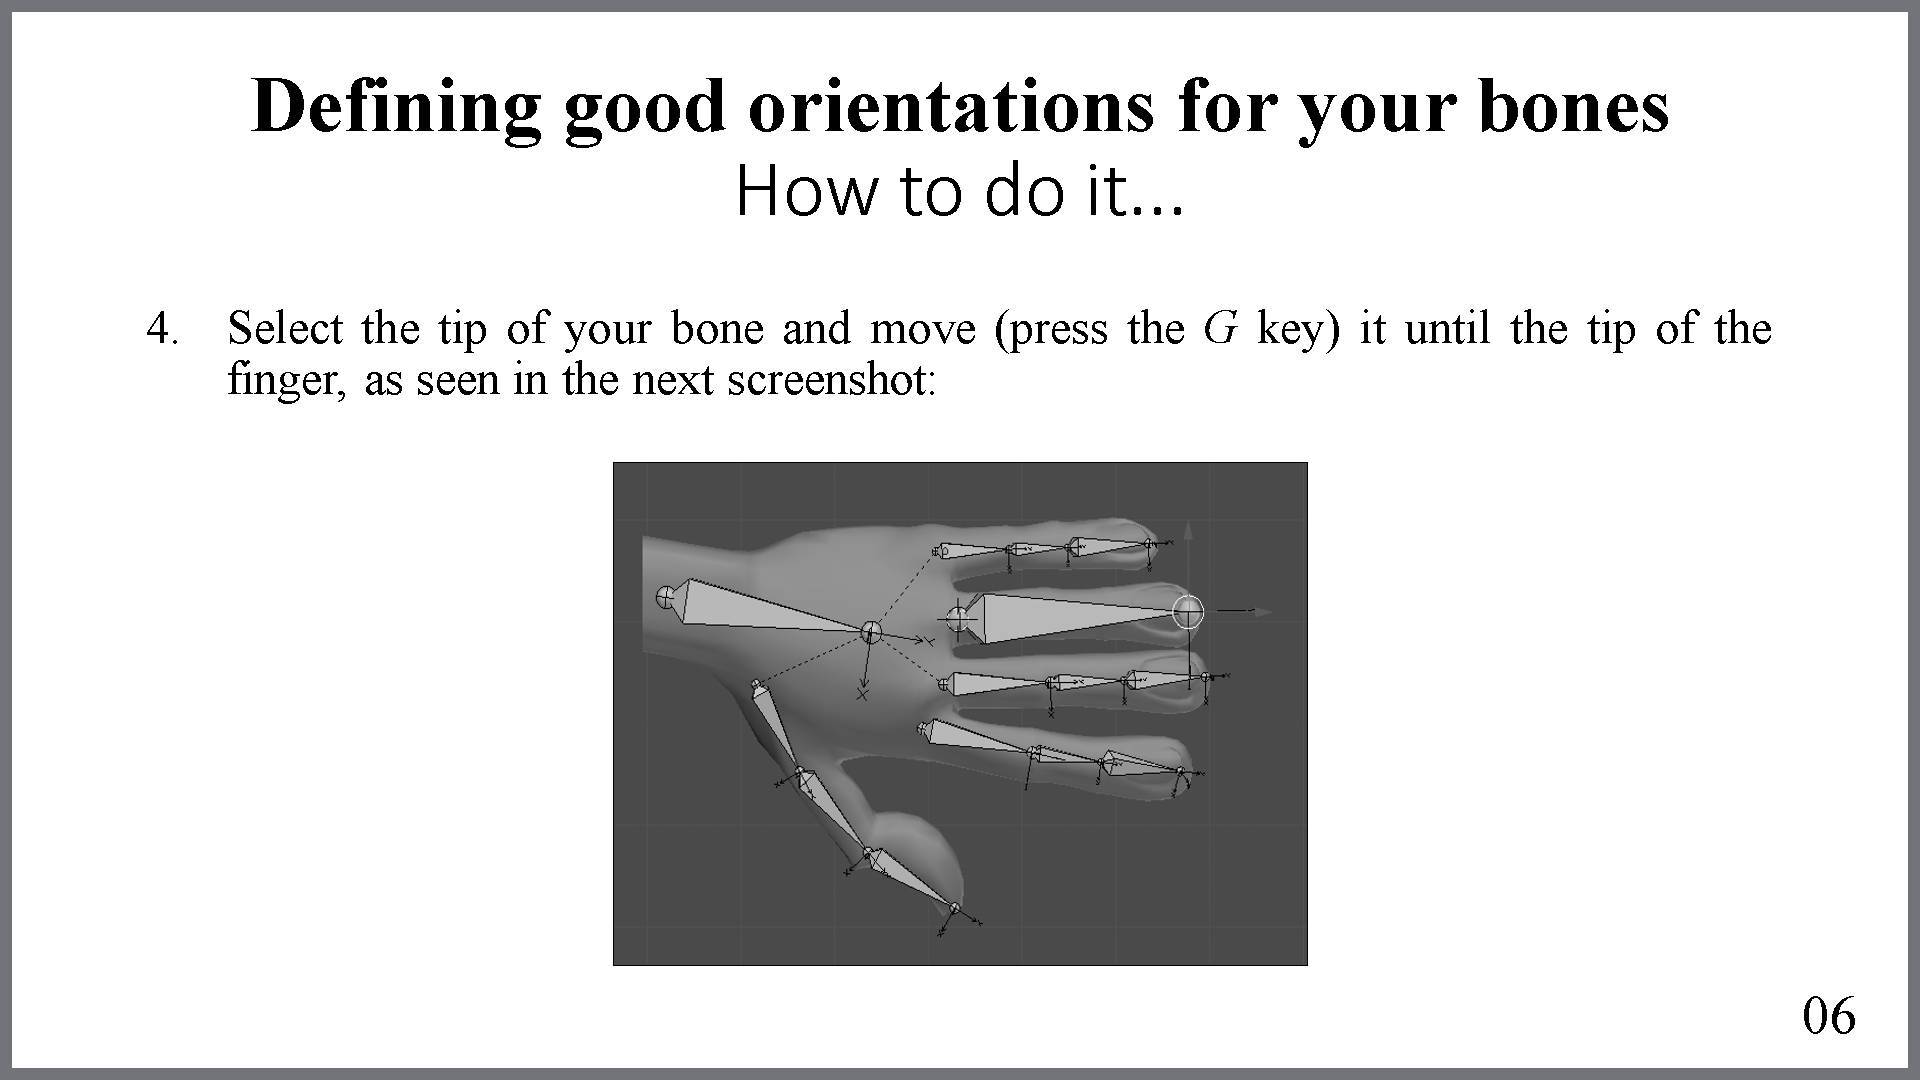 Defining good orientations for your bones
How to do it...
4. Select the tip of your bone and move (press the G key) it until the tip of the
finger, as seen in the next screenshot:
06